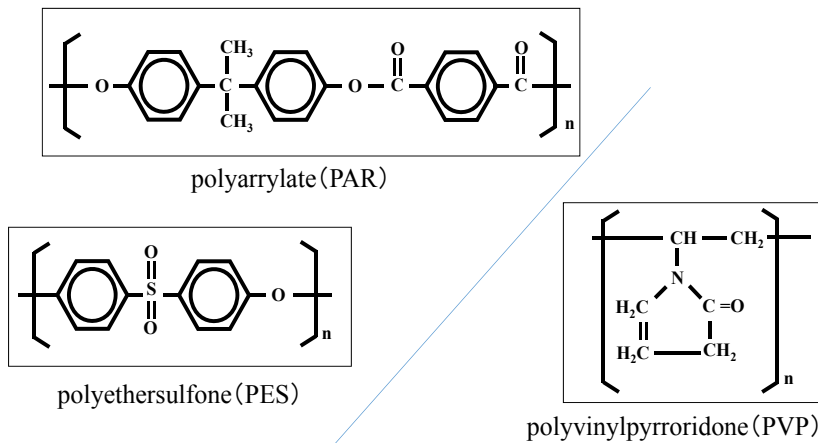 CH3
O
O
O
C
O
C
C
CH3
n
polyarrylate(PAR)
O
S
O
O
n
polyethersulfone(PES)
CH
CH2
N
H2C
C
=O
H2C
CH2
n
polyvinylpyrroridone(PVP)